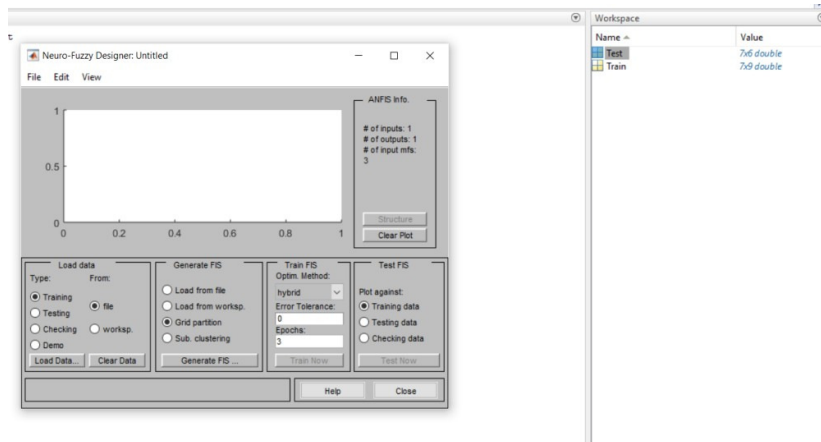 Workspace
Name Value
Test 7x6 double
Train 7x9 double
Neuro-Fuzzy Designer: Untitled
File Edit View
1
0.5
0
0 0.2 0.4 0.6 0.8 1
ANFIS Info.
# of inputs: 1
# of outputs: 1
# of input mfs:
3
Structure
Clear Plot
Load data
Type: From:
Training
Testing
Checking
Demo
file
worksp.
Load Data... Clear Data
Generate FIS
Load from file
Load from worksp.
Grid partition
Sub. clustering
Generate FIS ...
Train FIS
Optim. Method:
hybrid
Error Tolerance:
0
Epochs:
3
Train Now
Test FIS
Plot against:
Training data
Testing data
Checking data
Test Now
Help Close